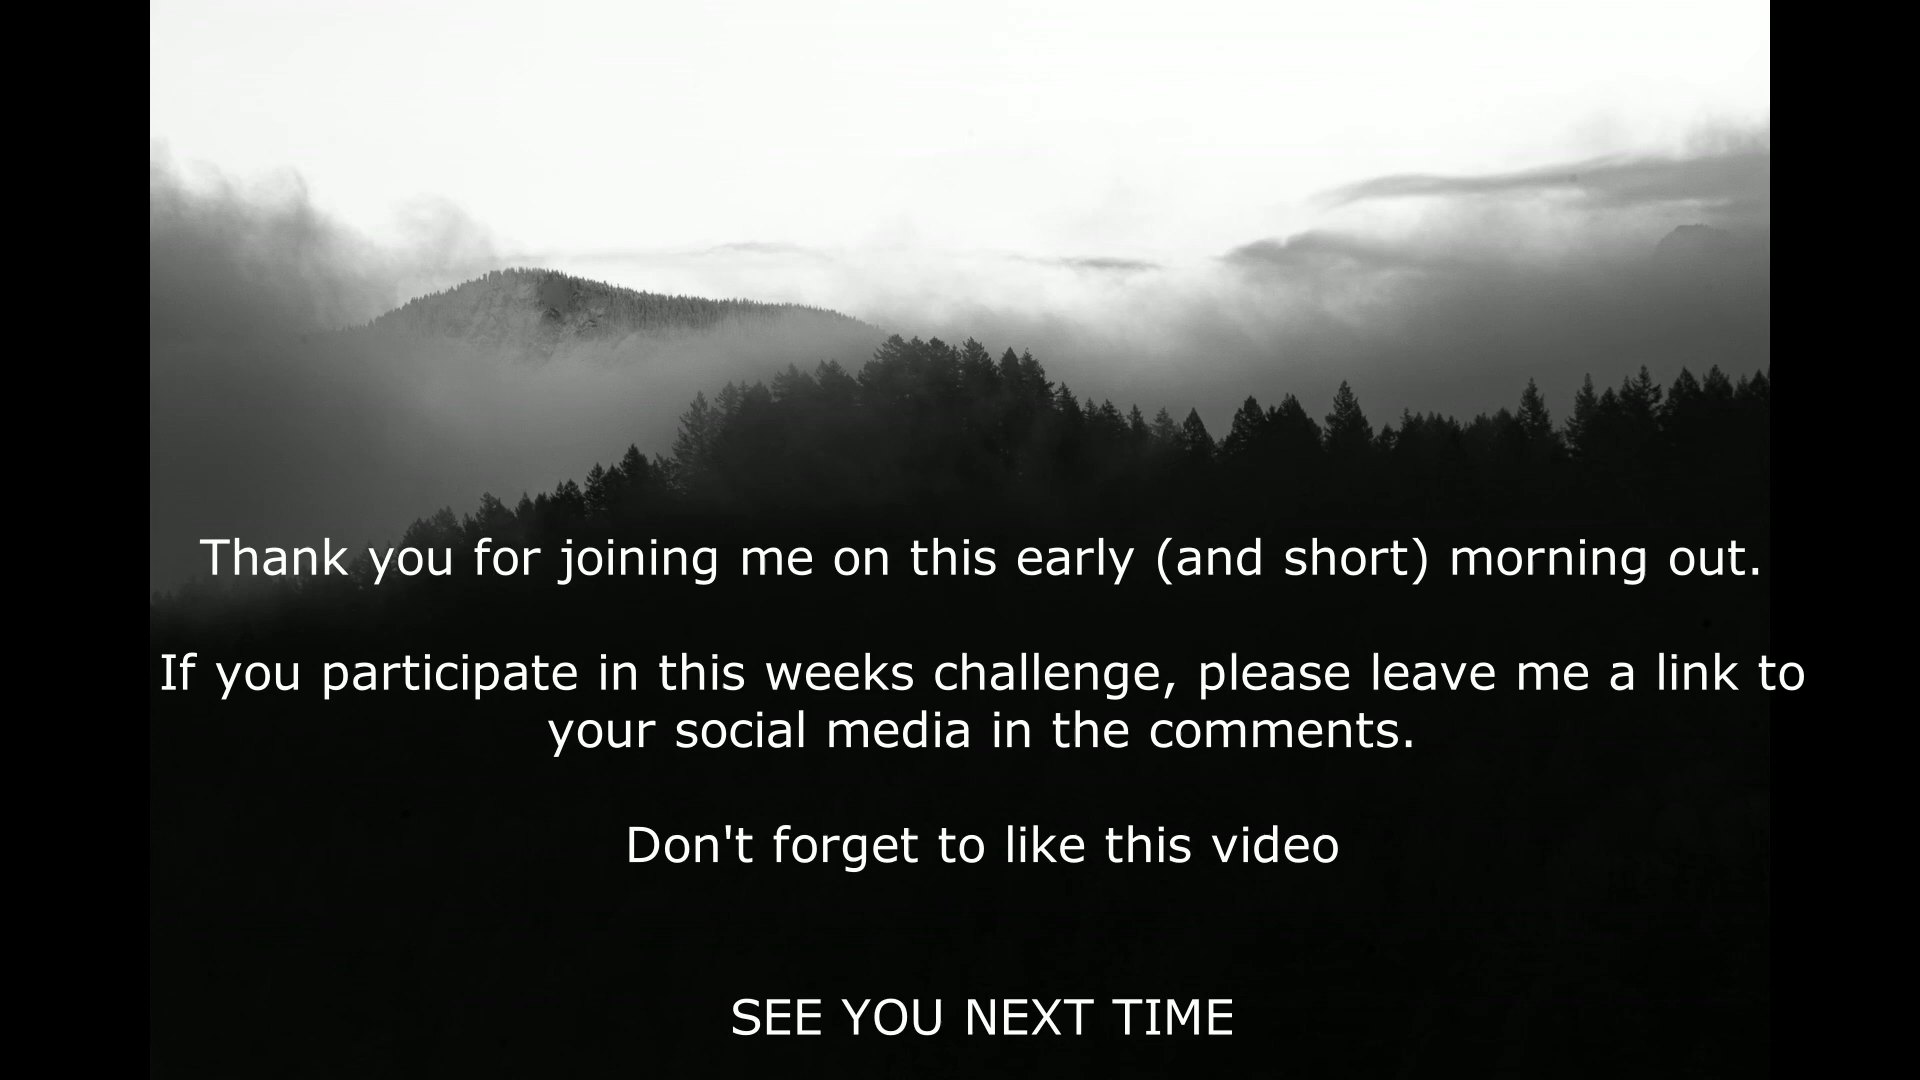 Thank you for joining me on this early (and short) morning out.
If you participate in this weeks challenge, please leave me a link to
your social media in the comments.
Don't forget to like this video
SEE YOU NEXT TIME